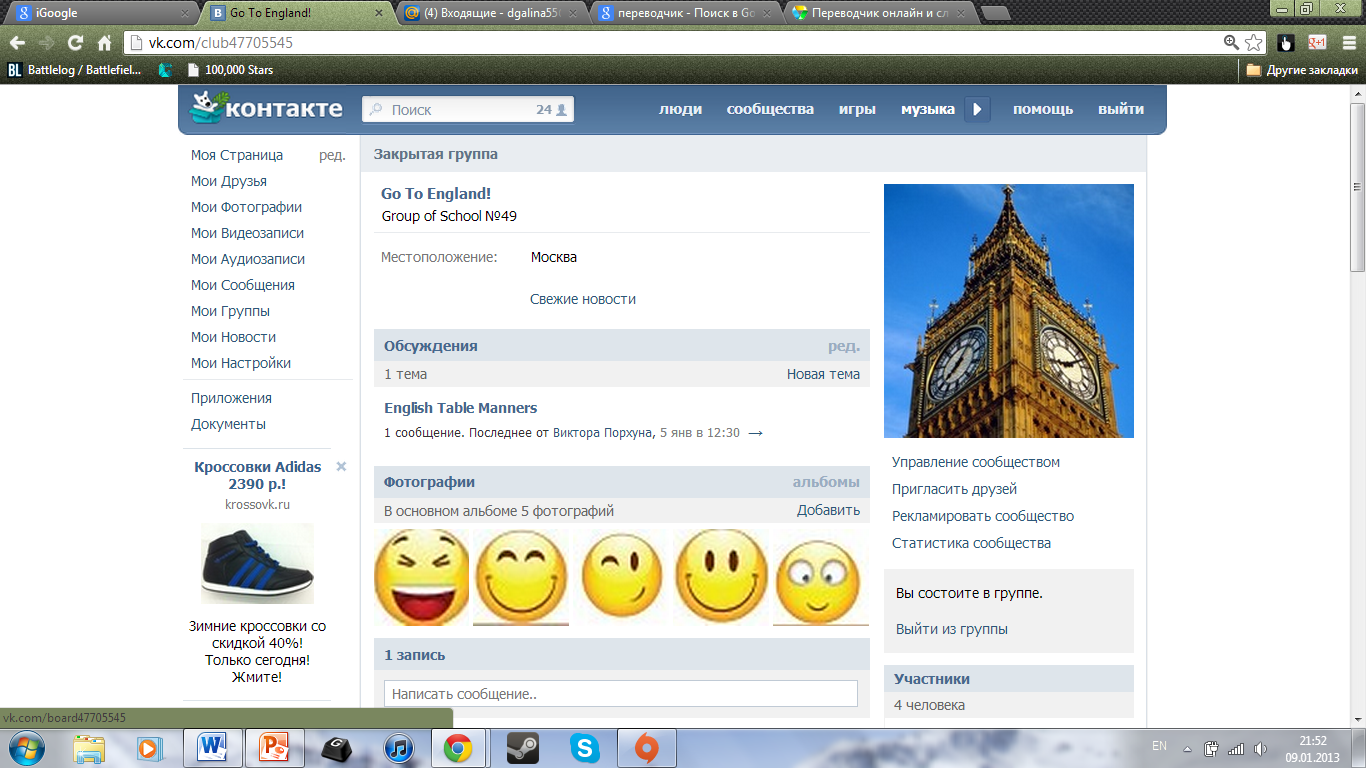 iGoogle
Go To England!
(4) Входящие - dgalina550
переводчик - Поиск в Go
Переводчик онлайн и сл
vk.com/club47705545
BL Battlelog / Battlefiel...
100,000 Stars
Другие закладки
контакте
Поиск
24
люди
сообщества
игры
музыка
помощь
выйти
Моя Страница
ред.
Мои Друзья
Мои Фотографии
Мои Видеозаписи
Мои Аудиозаписи
Мои Сообщения
Мои Группы
Мои Новости
Мои Настройки
Приложения
Документы
Кроссовки Adidas
2390 р.!
krossovk.ru
Зимние кроссовки со
скидкой 40%!
Только сегодня!
Жмите!
Закрытая группа
Go To England!
Group of School №49
Местоположение: Москва
Свежие новости
Обсуждения
ред.
1 тема
Новая тема
English Table Manners
1 сообщение. Последнее от Виктора Порхуна, 5 янв в 12:30 →
Фотографии
альбомы
В основном альбоме 5 фотографий
Добавить
1 запись
Написать сообщение..
Управление сообществом
Пригласить друзей
Рекламировать сообщество
Статистика сообщества
Вы состоите в группе.
Выйти из группы
Участники
4 человека
vk.com/board47705545
EN
21:52
09.01.2013